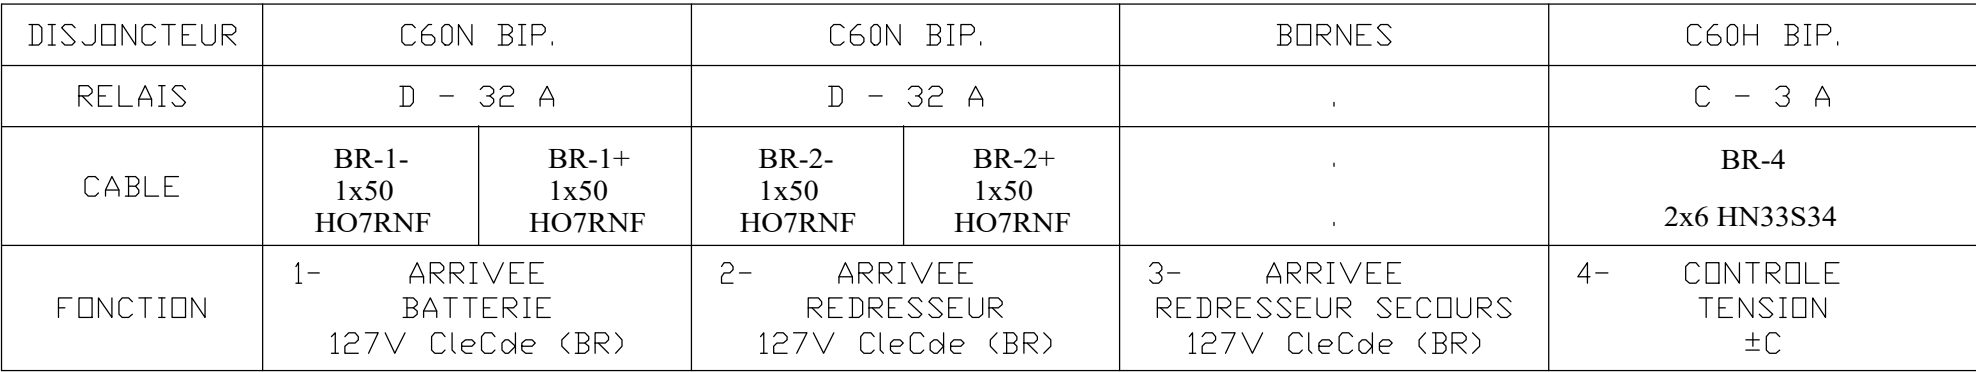 DISJONCTEUR C60N BIP. C60N BIP. BORNES C60H BIP.
RELAIS D - 32 A D - 32 A . C - 3 A
CABLE
BR-1- BR-1+ BR-2- BR-2+ . BR-4
1x50 1x50 1x50 1x50
HO7RNF HO7RNF HO7RNF HO7RNF . 2x6 HN33S34
FONCTION
1- ARRIVEE
BATTERIE
127V CleCde (BR)
2- ARRIVEE
REDRESSEUR
127V CleCde (BR)
3- ARRIVEE
REDRESSEUR SECOURS
127V CleCde (BR)
4- CONTROLE
TENSION
±C